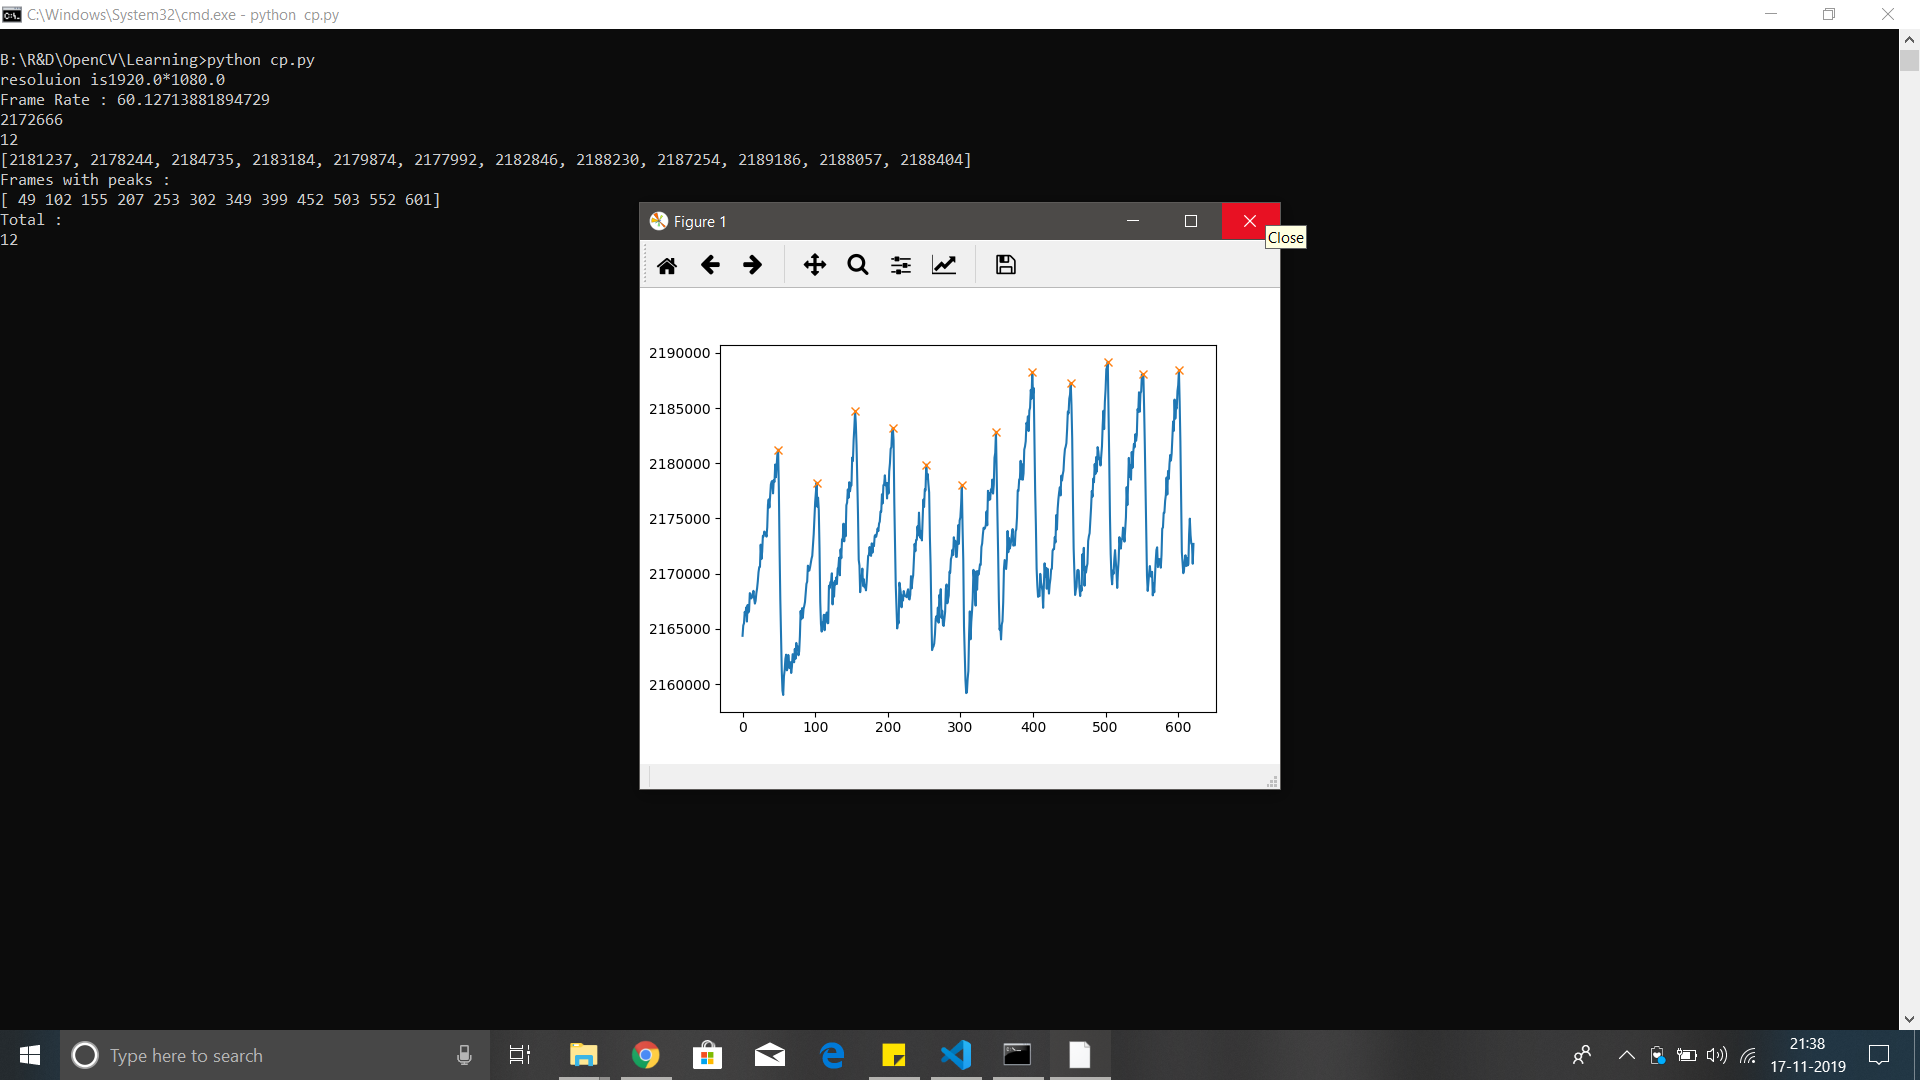 C:\Windows\System32\cmd.exe - python  cp.py
B:\R&D\OpenCV\Learning>python cp.py
resoluion is1920.0*1080.0
Frame Rate : 60.12713881894729
2172666
12
[2181237, 2178244, 2184735, 2183184, 2179874, 2177992, 2182846, 2188230, 2187254, 2189186, 2188057, 2188404]
Frames with peaks :
[ 49 102 155 207 253 302 349 399 452 503 552 601]
Total :
12
Figure 1
Close
2190000
2185000
2180000
2175000
2170000
2165000
2160000
0 100 200 300 400 500 600
Type here to search
21:38
17-11-2019